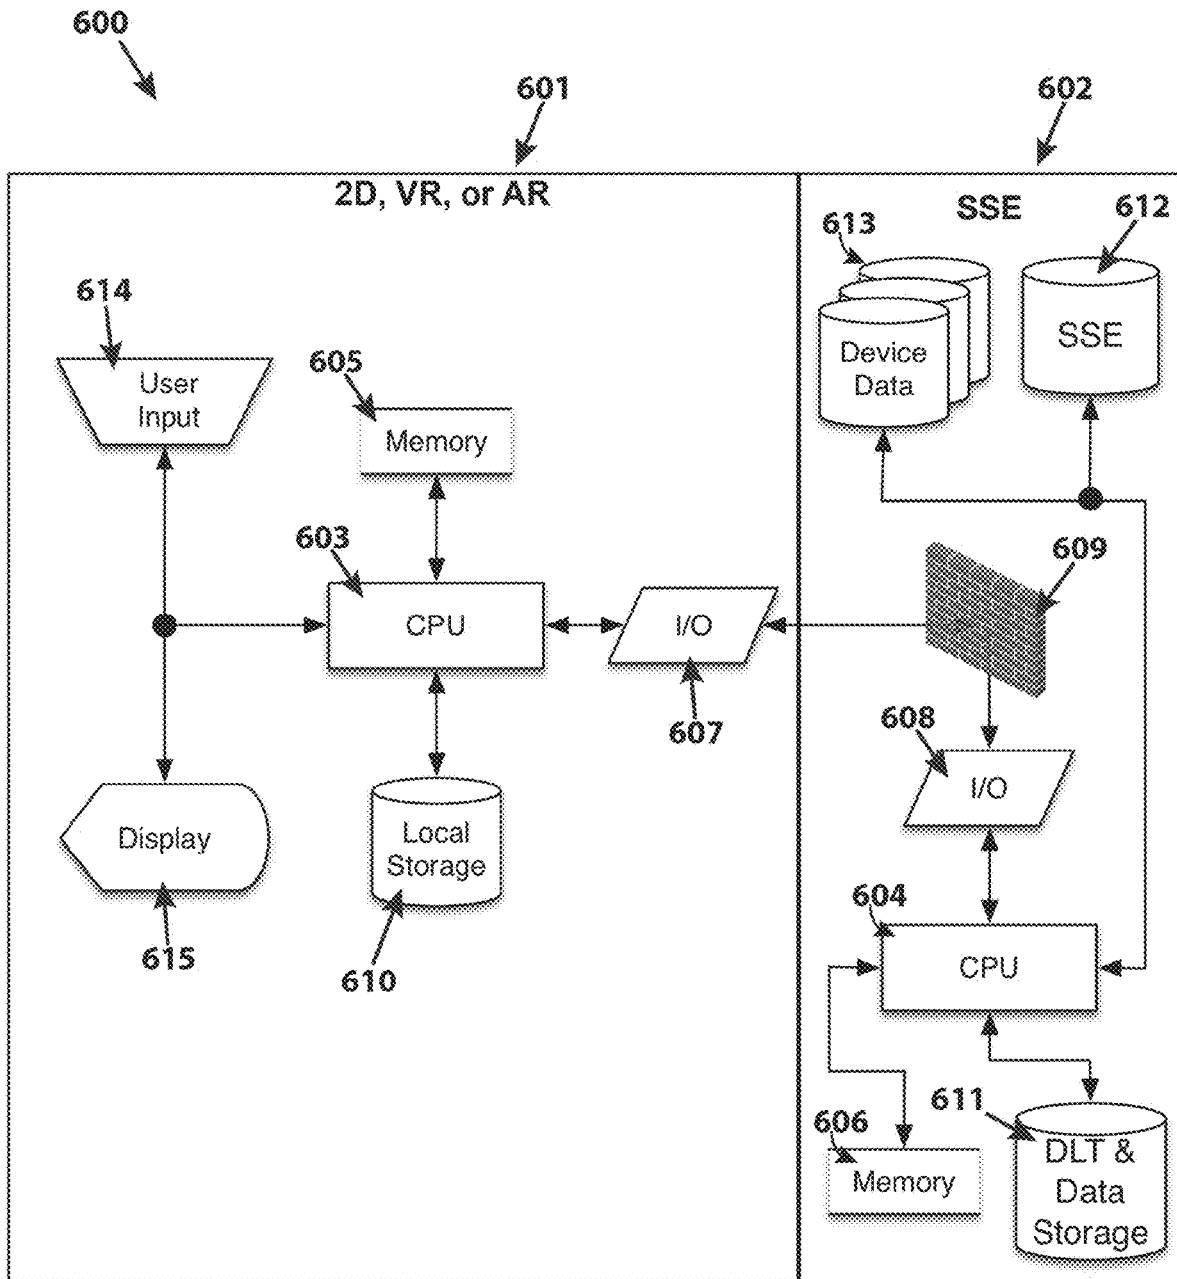 600
601
602
2D, VR, or AR
SSE
613
612
614
Device
Data
SSE
User
Input
605
Memory
603
609
CPU
I/O
607
608
I/O
Display
Local
Storage
604
615
610
CPU
611
606
DLT &
Memory
Data
Storage